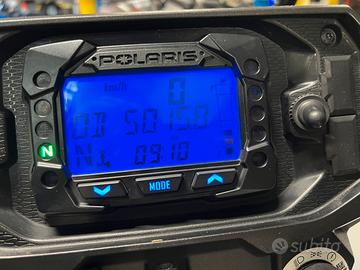 POLARIS
km/h
0
OD 5015.0
N 0910
N
MODE
subito